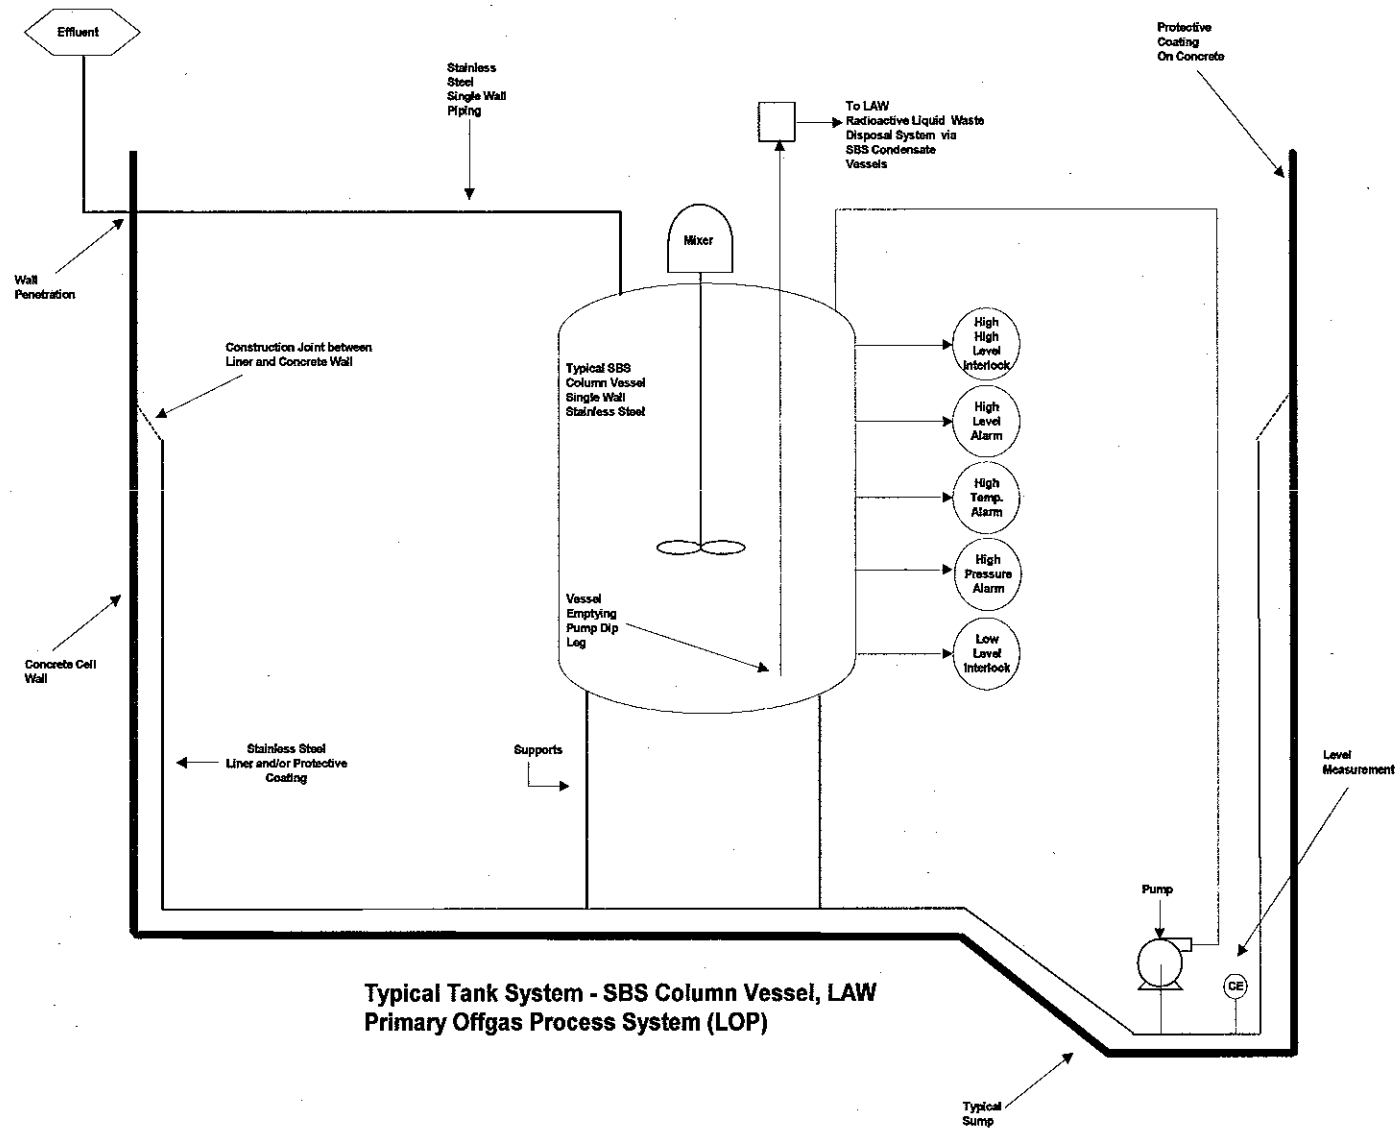 Effluent
Stainless
Steel
Single Wall
Piping
Protective
Coating
On Concrete
To LAW
Radioactive Liquid Waste
Disposal System via
SBS Condensate
Vessels
Mixer
Wall
Penetration
Construction Joint between
Liner and Concrete Wall
Typical SBS
Column Vessel
Single Wall
Stainless Steel
High
High
Level
Interlock
High
Level
Alarm
High
Temp.
Alarm
High
Pressure
Alarm
Low
Level
Interlock
Vessel
Emptying
Pump Dip
Leg
Concrete Cell
Wall
Stainless Steel
Liner and/or Protective
Coating
Supports
Level
Measurement
Pump
CE
Typical Tank System - SBS Column Vessel, LAW
Primary Offgas Process System (LOP)
Typical
Sump